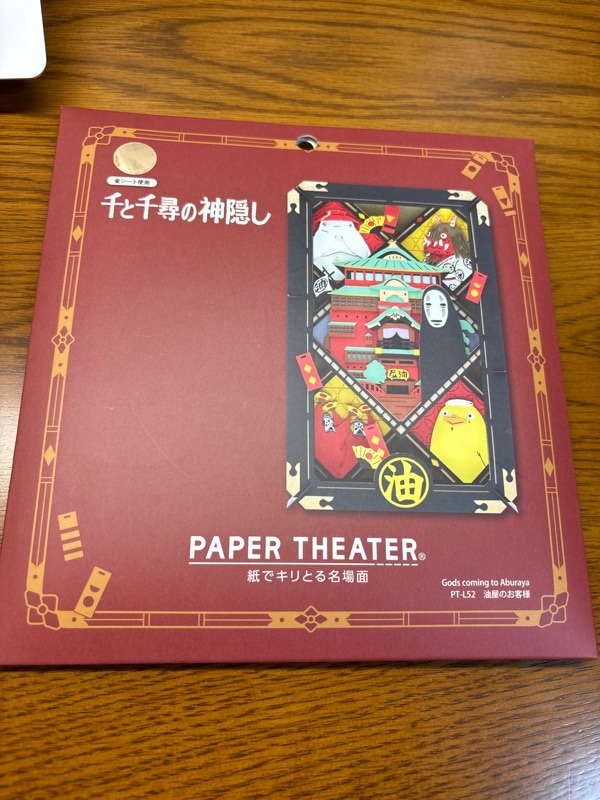 金シート使用
千と千尋の神隠し
油
PAPER THEATER®
紙でキリとる名場面
Gods coming to Aburaya
PT-L52 油屋のお客様